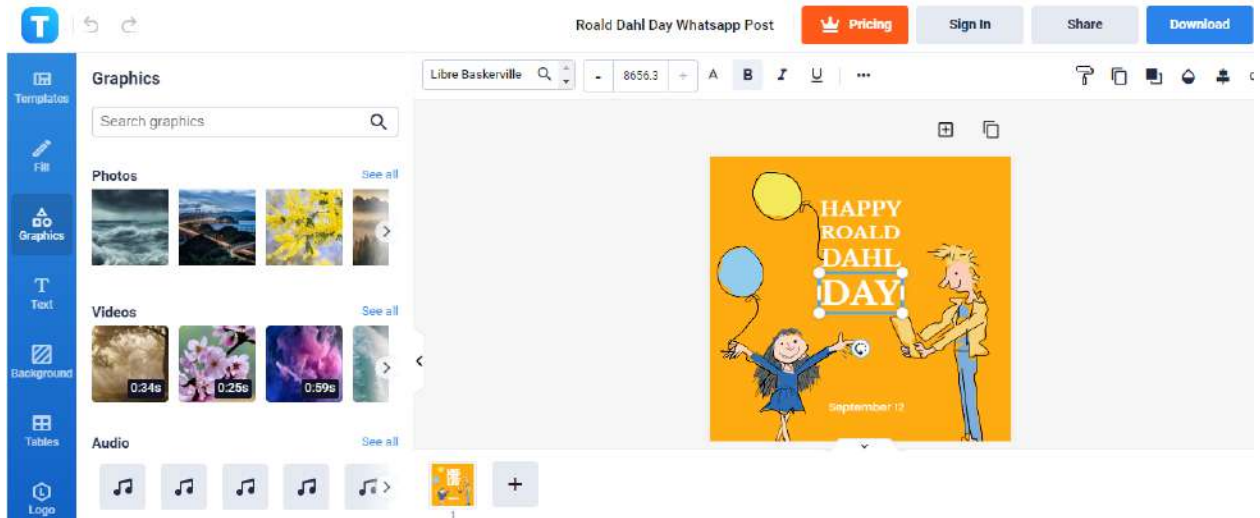 T
Roald Dahl Day Whatsapp Post
Pricing
Sign In
Share
Download
Templates
Fill
Graphics
Text
Background
Tables
Logo
Graphics
Search graphics
Photos
See all
Videos
See all
0:34s
0:25s
0:59s
Audio
See all
Libre Baskerville
-
8656.3
+
A
B
I
U
HAPPY
ROALD
DAHL
DAY
September 12
+
1